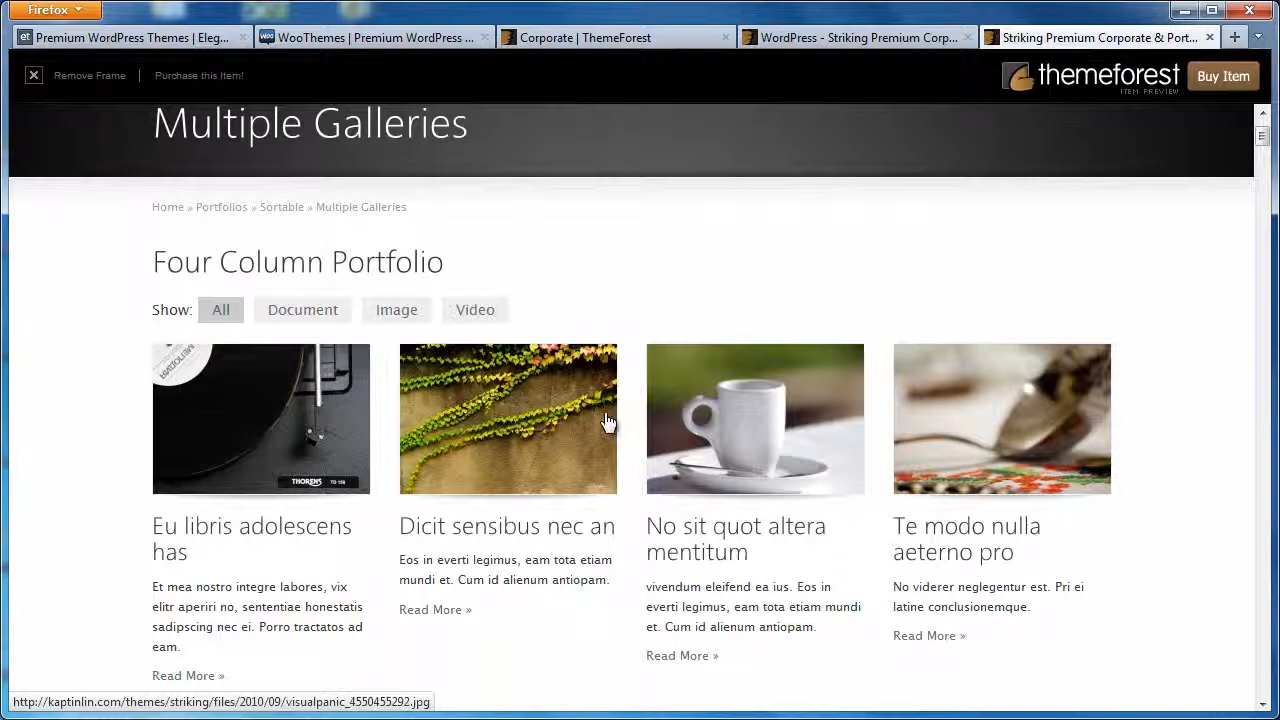 Firefox
et Premium WordPress Themes | Eleg...
WOO WooThemes | Premium WordPress ...
Corporate | ThemeForest
WordPress - Striking Premium Corp...
Striking Premium Corporate & Port...
Remove Frame
Purchase this Item!
themeforest
ITEM PREVIEW
Buy Item
Multiple Galleries
Home » Portfolios » Sortable » Multiple Galleries
Four Column Portfolio
Show: All Document Image Video
THORENS TD 158
Eu libris adolescens
has
Et mea nostro integre labores, vix
elitr aperiri no, sententiae honestatis
sadipscing nec ei. Porro tractatos ad
eam.
Read More »
Dicit sensibus nec an
Eos in everti legimus, eam tota etiam
mundi et. Cum id alienum antiopam.
Read More »
No sit quot altera
mentitum
vivendum eleifend ea ius. Eos in
everti legimus, eam tota etiam mundi
et. Cum id alienum antiopam.
Read More »
Te modo nulla
aeterno pro
No viderer neglegentur est. Pri ei
latine conclusionemque.
Read More »
http://kaptinlin.com/themes/striking/files/2010/09/visualpanic_4550455292.jpg